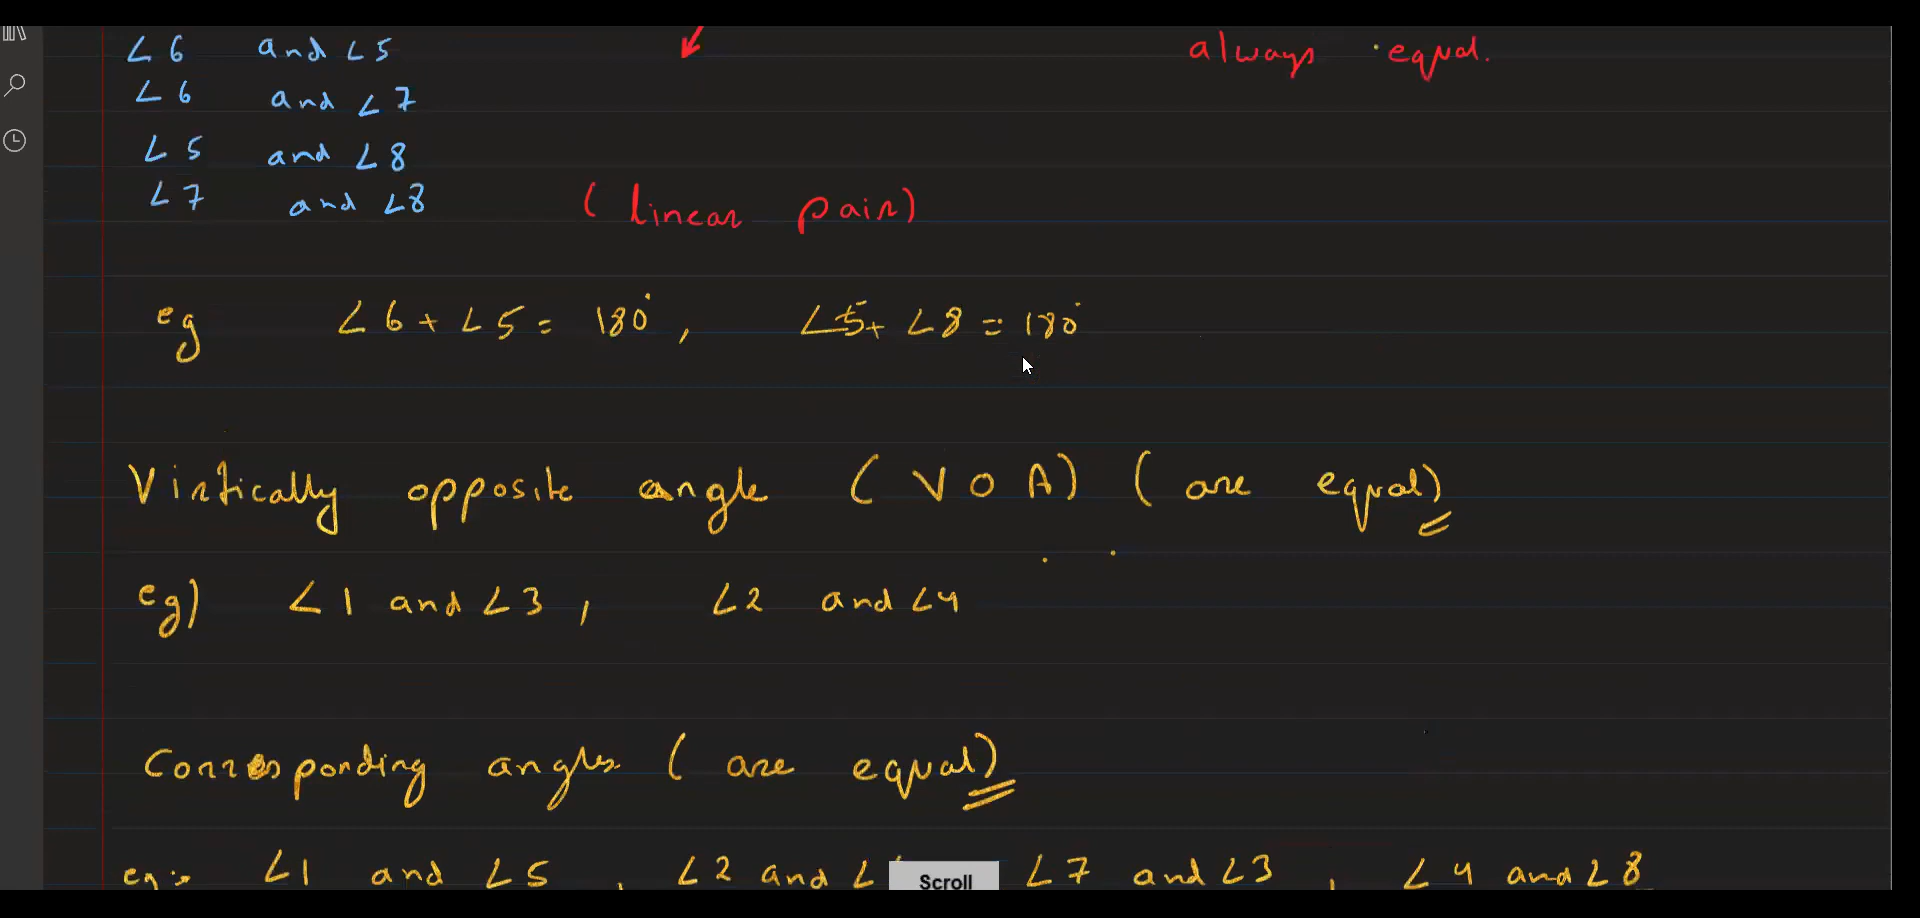 ∠6 and ∠5 always equal.
∠6 and ∠7
∠5 and ∠8
∠7 and ∠8 (linear pair)
eg ∠6 + ∠5 = 180°, ∠5 + ∠8 = 180°
Virtically opposite angle (VOA) (are equal)
eg) ∠1 and ∠3, ∠2 and ∠4
Corresponding angles (are equal)
eg:- ∠1 and ∠5, ∠2 and ∠ ∠7 and ∠3, ∠4 and ∠8
Scroll